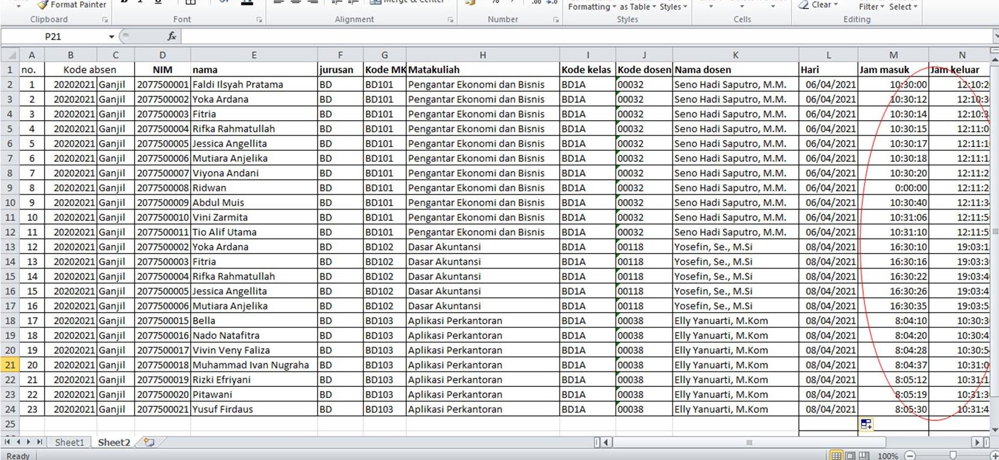 Format Painter
Merge & Center
Formatting as Table Styles
Clear
Filter Select
Clipboard Font Alignment Number Styles Cells Editing
P21 fx
A B C D E F G H I J K L M N
1 no. Kode absen NIM nama jurusan Kode MK Matakuliah Kode kelas Kode dosen Nama dosen Hari Jam masuk Jam keluar
2 1 20202021 Ganjil 2077500001 Faldi Ilsyah Pratama BD BD101 Pengantar Ekonomi dan Bisnis BD1A 00032 Seno Hadi Saputro, M.M. 06/04/2021 10:30:00 12:10:2
3 2 20202021 Ganjil 2077500002 Yoka Ardana BD BD101 Pengantar Ekonomi dan Bisnis BD1A 00032 Seno Hadi Saputro, M.M. 06/04/2021 10:30:12 12:10:3
4 3 20202021 Ganjil 2077500003 Fitria BD BD101 Pengantar Ekonomi dan Bisnis BD1A 00032 Seno Hadi Saputro, M.M. 06/04/2021 10:30:14 12:10:3
5 4 20202021 Ganjil 2077500004 Rifka Rahmatullah BD BD101 Pengantar Ekonomi dan Bisnis BD1A 00032 Seno Hadi Saputro, M.M. 06/04/2021 10:30:15 12:11:0
6 5 20202021 Ganjil 2077500005 Jessica Angellita BD BD101 Pengantar Ekonomi dan Bisnis BD1A 00032 Seno Hadi Saputro, M.M. 06/04/2021 10:30:17 12:11:1
7 6 20202021 Ganjil 2077500006 Mutiara Anjelika BD BD101 Pengantar Ekonomi dan Bisnis BD1A 00032 Seno Hadi Saputro, M.M. 06/04/2021 10:30:18 12:11:1
8 7 20202021 Ganjil 2077500007 Viyona Andani BD BD101 Pengantar Ekonomi dan Bisnis BD1A 00032 Seno Hadi Saputro, M.M. 06/04/2021 10:30:20 12:11:2
9 8 20202021 Ganjil 2077500008 Ridwan BD BD101 Pengantar Ekonomi dan Bisnis BD1A 00032 Seno Hadi Saputro, M.M. 06/04/2021 0:00:00 12:11:2
10 9 20202021 Ganjil 2077500009 Abdul Muis BD BD101 Pengantar Ekonomi dan Bisnis BD1A 00032 Seno Hadi Saputro, M.M. 06/04/2021 10:30:40 12:11:3
11 10 20202021 Ganjil 2077500010 Vini Zarmita BD BD101 Pengantar Ekonomi dan Bisnis BD1A 00032 Seno Hadi Saputro, M.M. 06/04/2021 10:31:06 12:11:5
12 11 20202021 Ganjil 2077500011 Tio Alif Utama BD BD101 Pengantar Ekonomi dan Bisnis BD1A 00032 Seno Hadi Saputro, M.M. 06/04/2021 10:31:10 12:11:5
13 12 20202021 Ganjil 2077500002 Yoka Ardana BD BD102 Dasar Akuntansi BD1A 00118 Yosefin, Se., M.Si 08/04/2021 16:30:10 19:03:1
14 13 20202021 Ganjil 2077500003 Fitria BD BD102 Dasar Akuntansi BD1A 00118 Yosefin, Se., M.Si 08/04/2021 16:30:16 19:03:3
15 14 20202021 Ganjil 2077500004 Rifka Rahmatullah BD BD102 Dasar Akuntansi BD1A 00118 Yosefin, Se., M.Si 08/04/2021 16:30:22 19:03:4
16 15 20202021 Ganjil 2077500005 Jessica Angellita BD BD102 Dasar Akuntansi BD1A 00118 Yosefin, Se., M.Si 08/04/2021 16:30:26 19:03:4
17 16 20202021 Ganjil 2077500006 Mutiara Anjelika BD BD102 Dasar Akuntansi BD1A 00118 Yosefin, Se., M.Si 08/04/2021 16:30:35 19:03:5
18 17 20202021 Ganjil 2077500015 Bella BD BD103 Aplikasi Perkantoran BD1A 00038 Elly Yanuarti, M.Kom 08/04/2021 8:04:10 10:30:3
19 18 20202021 Ganjil 2077500016 Nado Natafitra BD BD103 Aplikasi Perkantoran BD1A 00038 Elly Yanuarti, M.Kom 08/04/2021 8:04:20 10:30:4
20 19 20202021 Ganjil 2077500017 Vivin Veny Faliza BD BD103 Aplikasi Perkantoran BD1A 00038 Elly Yanuarti, M.Kom 08/04/2021 8:04:28 10:30:5
21 20 20202021 Ganjil 2077500018 Muhammad Ivan Nugraha BD BD103 Aplikasi Perkantoran BD1A 00038 Elly Yanuarti, M.Kom 08/04/2021 8:04:37 10:31:0
22 21 20202021 Ganjil 2077500019 Rizki Efriyani BD BD103 Aplikasi Perkantoran BD1A 00038 Elly Yanuarti, M.Kom 08/04/2021 8:05:12 10:31:1
23 22 20202021 Ganjil 2077500020 Pitawani BD BD103 Aplikasi Perkantoran BD1A 00038 Elly Yanuarti, M.Kom 08/04/2021 8:05:19 10:31:3
24 23 20202021 Ganjil 2077500021 Yusuf Firdaus BD BD103 Aplikasi Perkantoran BD1A 00038 Elly Yanuarti, M.Kom 08/04/2021 8:05:30 10:31:4
25
Sheet1 Sheet2
Ready 100%